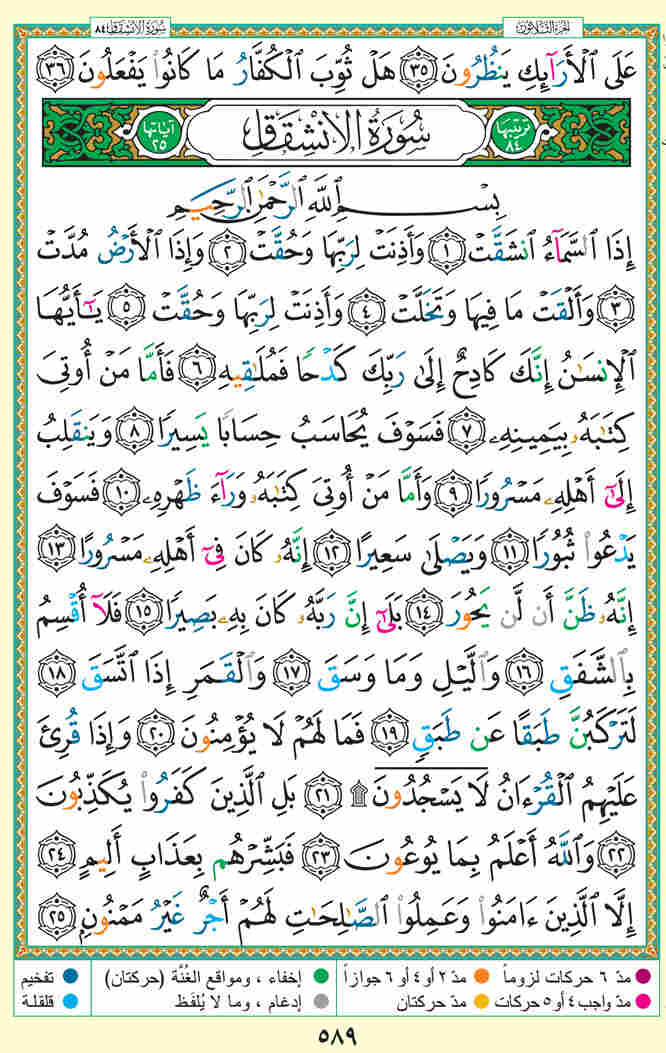 سُورَةُ الانْشِقَاقِ ٨٤
الجزء الثلاثون
عَلَى ٱلْأَرَآئِكِ يَنظُرُونَ ٣٥ هَلْ ثُوِّبَ ٱلْكُفَّارُ مَا كَانُوا۟ يَفْعَلُونَ ٣٦
ترتيبها ٨٤
سُورَةُ الانْشِقَاقِ
آياتها ٢٥
بِسْمِ ٱللَّهِ ٱلرَّحْمَٰنِ ٱلرَّحِيمِ
إِذَا ٱلسَّمَآءُ ٱنشَقَّتْ ١ وَأَذِنَتْ لِرَبِّهَا وَحُقَّتْ ٢ وَإِذَا ٱلْأَرْضُ مُدَّتْ
٣ وَأَلْقَتْ مَا فِيهَا وَتَخَلَّتْ ٤ وَأَذِنَتْ لِرَبِّهَا وَحُقَّتْ ٥ يَٰٓأَيُّهَا
ٱلْإِنسَٰنُ إِنَّكَ كَادِحٌ إِلَىٰ رَبِّكَ كَدْحًا فَمُلَٰقِيهِ ٦ فَأَمَّا مَنْ أُوتِىَ
كِتَٰبَهُۥ بِيَمِينِهِۦ ٧ فَسَوْفَ يُحَاسَبُ حِسَابًا يَسِيرًا ٨ وَيَنقَلِبُ
إِلَىٰٓ أَهْلِهِۦ مَسْرُورًا ٩ وَأَمَّا مَنْ أُوتِىَ كِتَٰبَهُۥ وَرَآءَ ظَهْرِهِۦ ١٠ فَسَوْفَ
يَدْعُوا۟ ثُبُورًا ١١ وَيَصْلَىٰ سَعِيرًا ١٢ إِنَّهُۥ كَانَ فِىٓ أَهْلِهِۦ مَسْرُورًا ١٣
إِنَّهُۥ ظَنَّ أَن لَّن يَحُورَ ١٤ بَلَىٰٓ إِنَّ رَبَّهُۥ كَانَ بِهِۦ بَصِيرًا ١٥ فَلَآ أُقْسِمُ
بِٱلشَّفَقِ ١٦ وَٱلَّيْلِ وَمَا وَسَقَ ١٧ وَٱلْقَمَرِ إِذَا ٱتَّسَقَ ١٨
لَتَرْكَبُنَّ طَبَقًا عَن طَبَقٍ ١٩ فَمَا لَهُمْ لَا يُؤْمِنُونَ ٢٠ وَإِذَا قُرِئَ
عَلَيْهِمُ ٱلْقُرْءَانُ لَا يَسْجُدُونَ ۩ ٢١ بَلِ ٱلَّذِينَ كَفَرُوا۟ يُكَذِّبُونَ
٢٢ وَٱللَّهُ أَعْلَمُ بِمَا يُوعُونَ ٢٣ فَبَشِّرْهُم بِعَذَابٍ أَلِيمٍ ٢٤
إِلَّا ٱلَّذِينَ ءَامَنُوا۟ وَعَمِلُوا۟ ٱلصَّٰلِحَٰتِ لَهُمْ أَجْرٌ غَيْرُ مَمْنُونٍۭ ٢٥
مدّ ٦ حركات لزوماً مدّ ٢ أو ٤ أو ٦ جوازاً إخفاء ، ومواقع الغُنَّة (حركتان) تفخيم
مدّ واجب ٤ أو ٥ حركات مدّ حركتان إدغام ، وما لا يُلفَظ قلقلة
٥٨٩